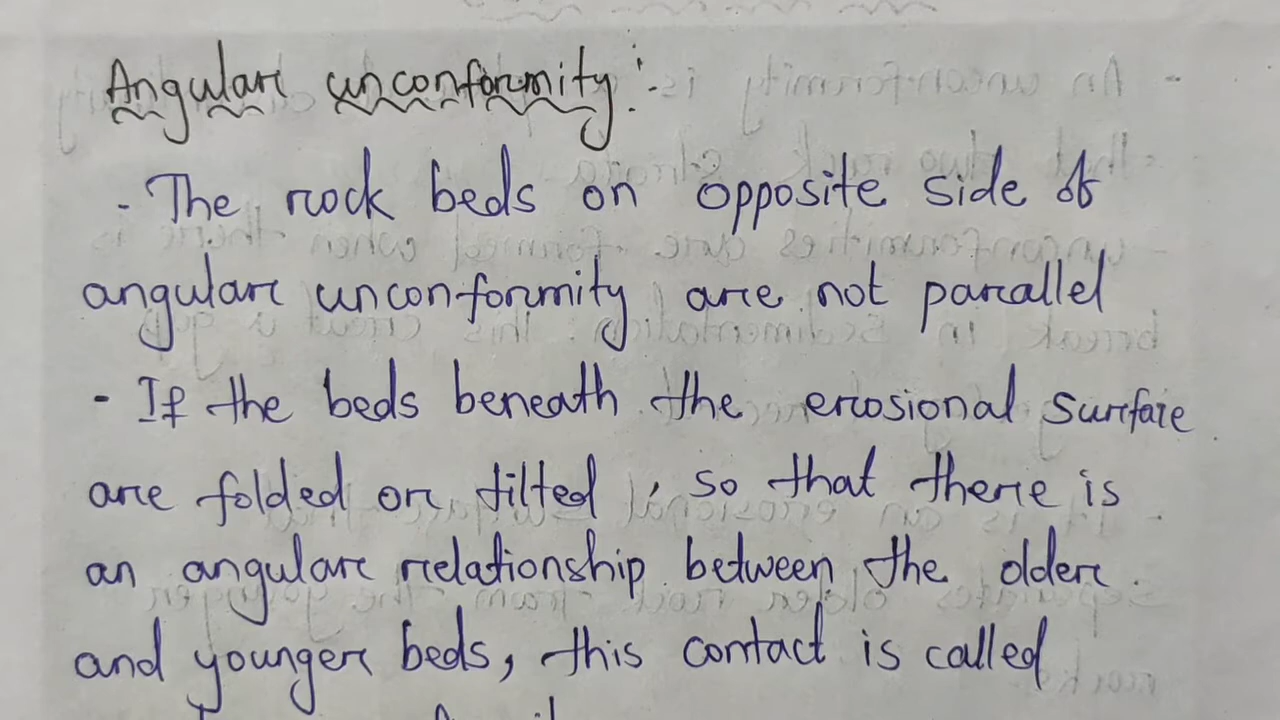 Angular unconformity :-
- The rock beds on opposite side of
angular unconformity are not parallel
- If the beds beneath the erosional surface
are folded or tilted, so that there is
an angular relationship between the older
and younger beds, this contact is called